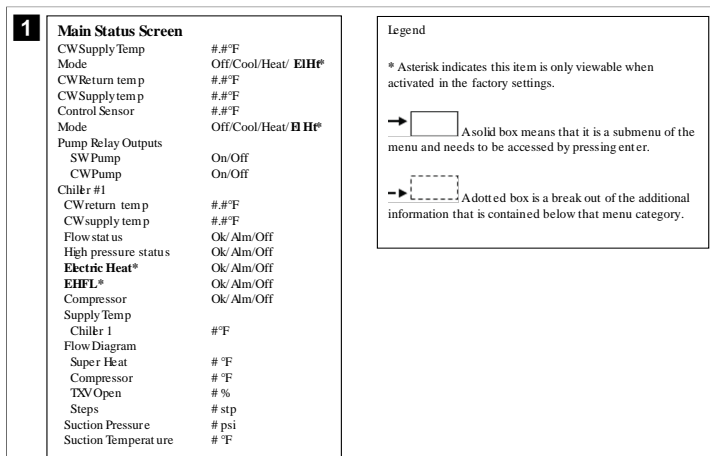 1
Main Status Screen
CW Supply Temp #.#°F
Mode Off/Cool/Heat/ ElHt*
CW Return temp #.#°F
CW Supply temp #.#°F
Control Sensor #.#°F
Mode Off/Cool/Heat/ El Ht*
Pump Relay Outputs
SW Pump On/Off
CW Pump On/Off
Chiller #1
CW return temp #.#°F
CW supply temp #.#°F
Flow status Ok/Alm/Off
High pressure status Ok/Alm/Off
Electric Heat* Ok/Alm/Off
EHFL* Ok/Alm/Off
Compressor Ok/Alm/Off
Supply Temp
Chiller 1 #°F
Flow Diagram
Super Heat # °F
Compressor # °F
TXV Open # %
Steps # stp
Suction Pressure # psi
Suction Temperature # °F
Legend
* Asterisk indicates this item is only viewable when
activated in the factory settings.
A solid box means that it is a submenu of the
menu and needs to be accessed by pressing enter.
A dotted box is a break out of the additional
information that is contained below that menu category.